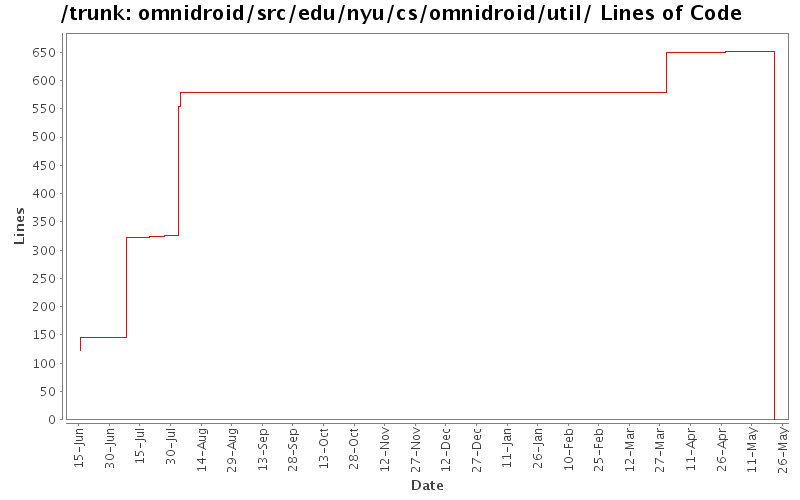 /trunk: omnidroid/src/edu/nyu/cs/omnidroid/util/ Lines of Code
650
600
550
500
450
400
350
300
250
200
150
100
50
0
Lines
15-Jun
30-Jun
15-Jul
30-Jul
14-Aug
29-Aug
13-Sep
28-Sep
13-Oct
28-Oct
12-Nov
27-Nov
12-Dec
27-Dec
11-Jan
26-Jan
10-Feb
25-Feb
12-Mar
27-Mar
11-Apr
26-Apr
11-May
26-May
Date